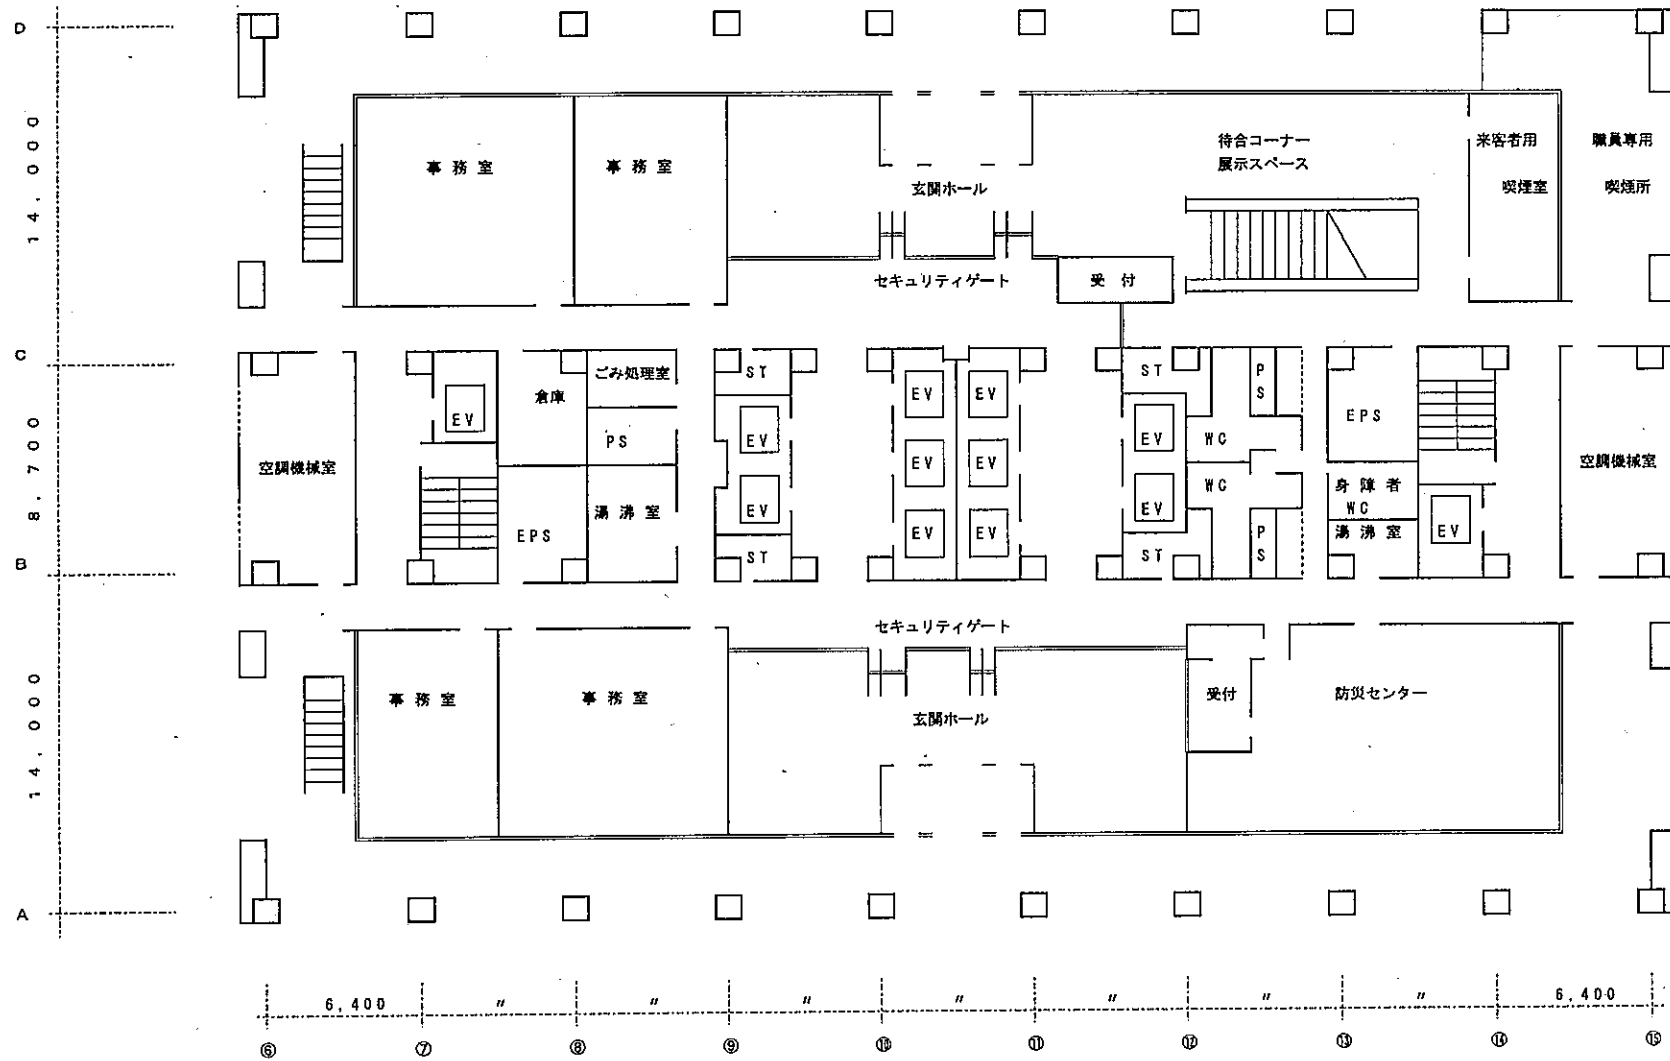 D
14,000
事務室
事務室
玄関ホール
待合コーナー
展示スペース
来客者用
喫煙室
職員専用
喫煙所
セキュリティゲート
受付
C
8,700
空調機械室
EV
倉庫
ごみ処理室
PS
湯沸室
EPS
ST
EV
EV
ST
EV
EV
EV
EV
EV
EV
ST
EV
EV
ST
WC
WC
PS
PS
EPS
身障者
WC
湯沸室
EV
空調機械室
B
14,000
セキュリティゲート
事務室
事務室
玄関ホール
受付
防災センター
A
6,400 〃 〃 〃 〃 〃 〃 〃 6,400
⑥ ⑦ ⑧ ⑨ ⑩ ⑪ ⑫ ⑬ ⑭ ⑮